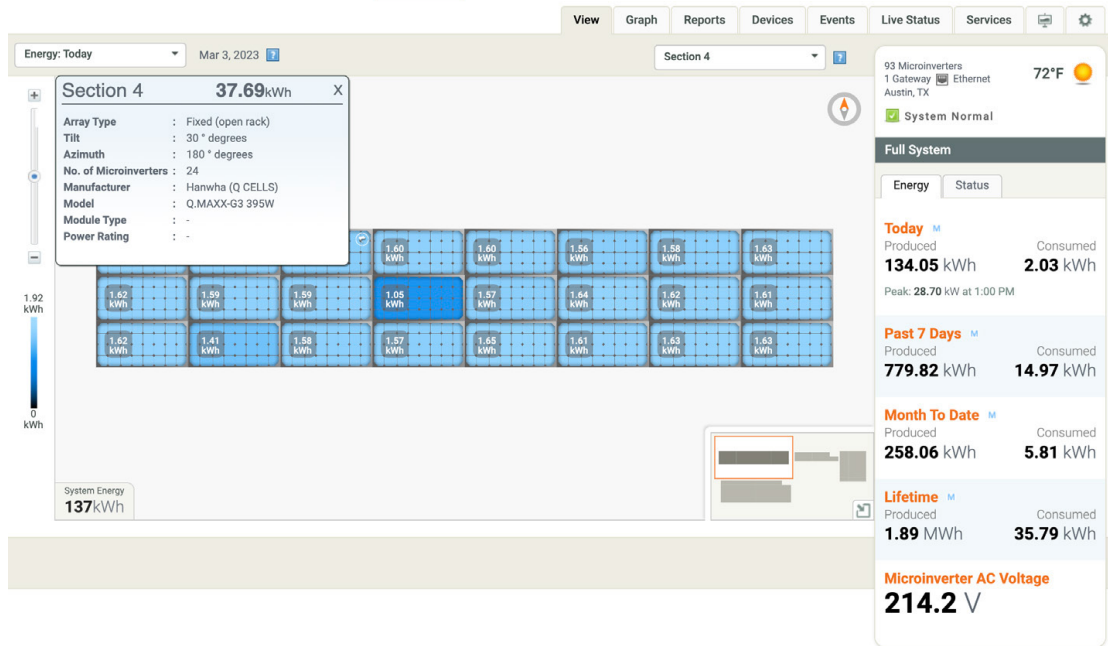 View Graph Reports Devices Events Live Status Services
Energy: Today Mar 3, 2023 ? Section 4 ?
Section 4 37.69kWh X
Array Type : Fixed (open rack)
Tilt : 30 ° degrees
Azimuth : 180 ° degrees
No. of Microinverters : 24
Manufacturer : Hanwha (Q CELLS)
Model : Q.MAXX-G3 395W
Module Type : -
Power Rating : -
1.92
kWh
0
kWh
1.60 kWh 1.60 kWh 1.56 kWh 1.58 kWh 1.63 kWh
1.62 kWh 1.59 kWh 1.59 kWh 1.05 kWh 1.57 kWh 1.64 kWh 1.62 kWh 1.61 kWh
1.62 kWh 1.41 kWh 1.58 kWh 1.57 kWh 1.65 kWh 1.61 kWh 1.63 kWh 1.63 kWh
System Energy
137kWh
93 Microinverters
1 Gateway Ethernet
Austin, TX
72°F
System Normal
Full System
Energy Status
Today M
Produced Consumed
134.05 kWh 2.03 kWh
Peak: 28.70 kW at 1:00 PM
Past 7 Days M
Produced Consumed
779.82 kWh 14.97 kWh
Month To Date M
Produced Consumed
258.06 kWh 5.81 kWh
Lifetime M
Produced Consumed
1.89 MWh 35.79 kWh
Microinverter AC Voltage
214.2 V